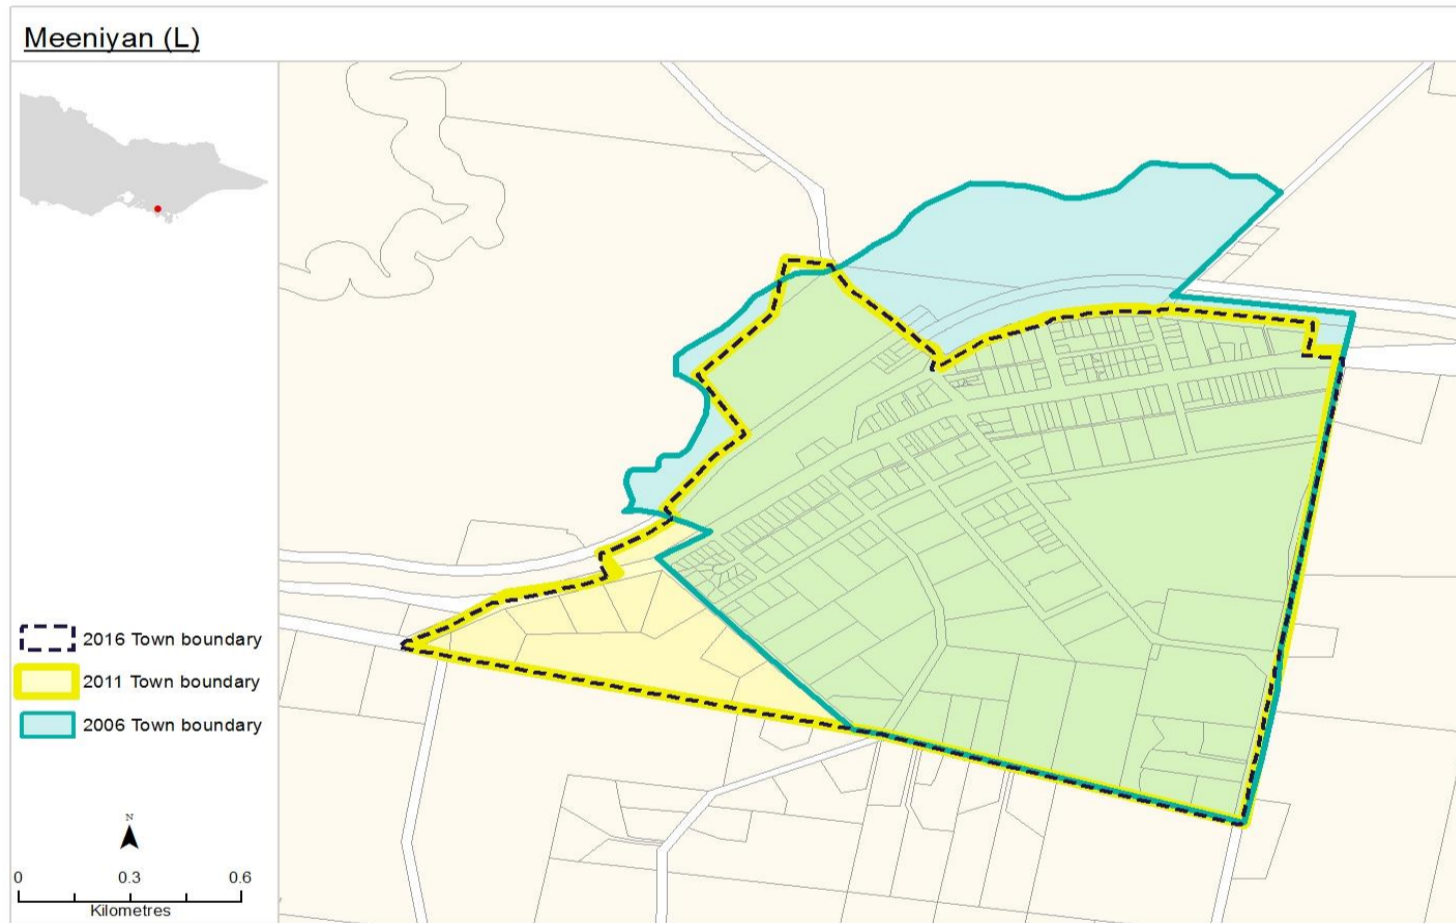 Meeniyan (L)
2016 Town boundary
2011 Town boundary
2006 Town boundary
N
0 0.3 0.6
Kilometres